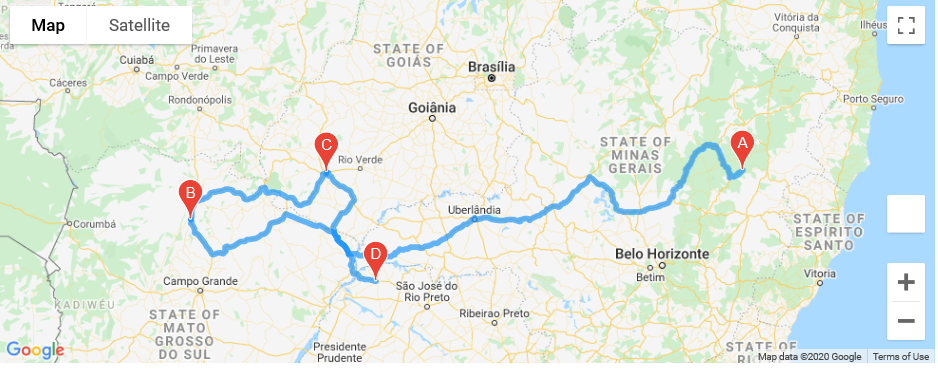 Map
Satellite
Vitória da
Conquista
Ilhéus
STATE OF
GOIÁS
Primavera
do Leste
Cuiabá
Campo Verde
Brasília
Cáceres
Rondonópolis
Porto Seguro
Goiânia
A
C
Rio Verde
STATE OF
MINAS
GERAIS
B
Corumbá
Uberlândia
STATE OF
ESPÍRITO
SANTO
D
Belo Horizonte
Betim
Vitoria
Campo Grande
São José do
Rio Preto
KADIWÉU
Ribeirao Preto
STATE OF
MATO
GROSSO
DO SUL
Presidente
Prudente
STATE OF
Google
Map data ©2020 Google
Terms of Use